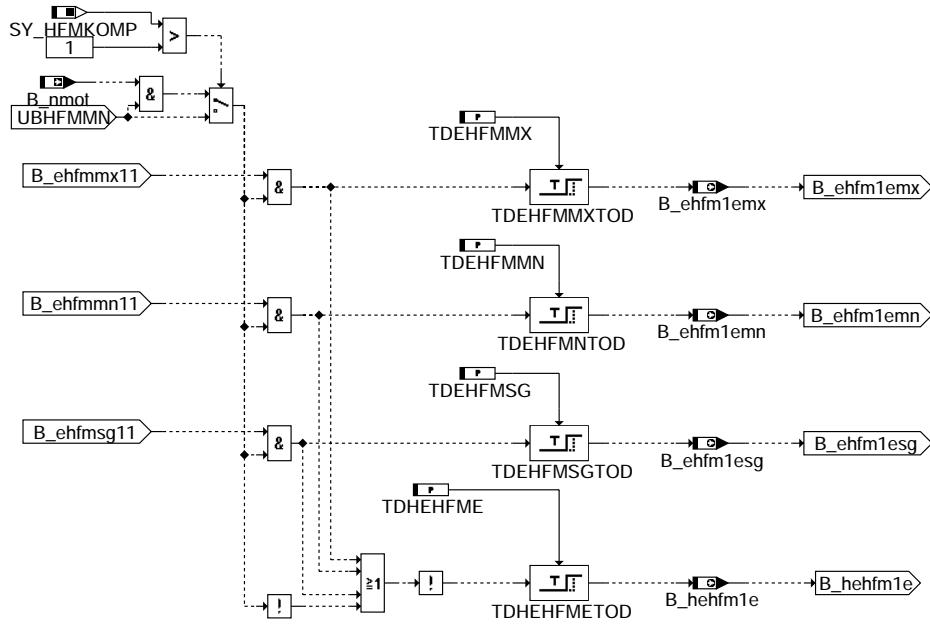 SY_HFMKOMP
1
>
B_nmot
&
UBHFMMN
TDEHFMMX
B_ehfmmx11
&
T
TDEHFMMXTOD
B_ehfm1emx
B_ehfm1emx
P
TDEHFMMN
B_ehfmmn11
&
T
TDEHFMNTOD
B_ehfm1emn
B_ehfm1emn
P
TDEHFMSG
B_ehfmsg11
&
T
TDEHFMSGTOD
B_ehfm1esg
B_ehfm1esg
P
TDHEHFME
P
≥1
!
!
T
TDHEHFMETOD
B_hehfm1e
B_hehfm1e